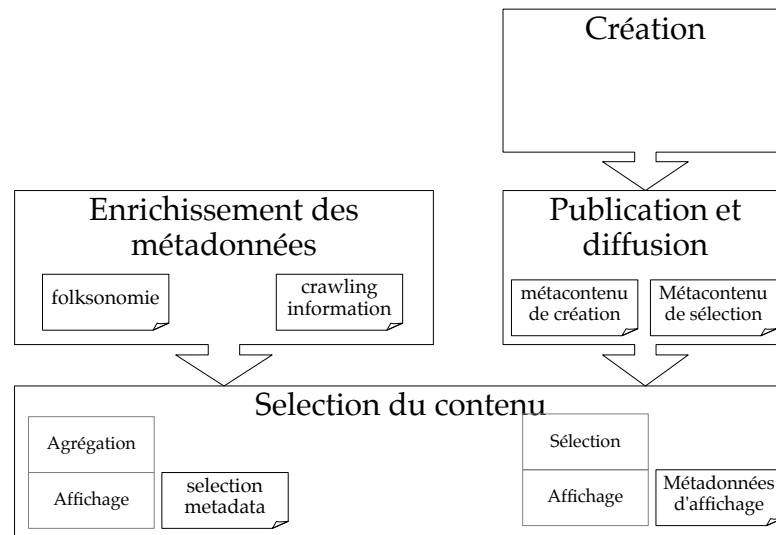 Création
Enrichissement des
métadonnées
folksonomie
crawling
information
Publication et
diffusion
métacontenu
de création
Métacontenu
de sélection
Selection du contenu
Agrégation
Affichage
selection
metadata
Sélection
Affichage
Métadonnées
d'affichage